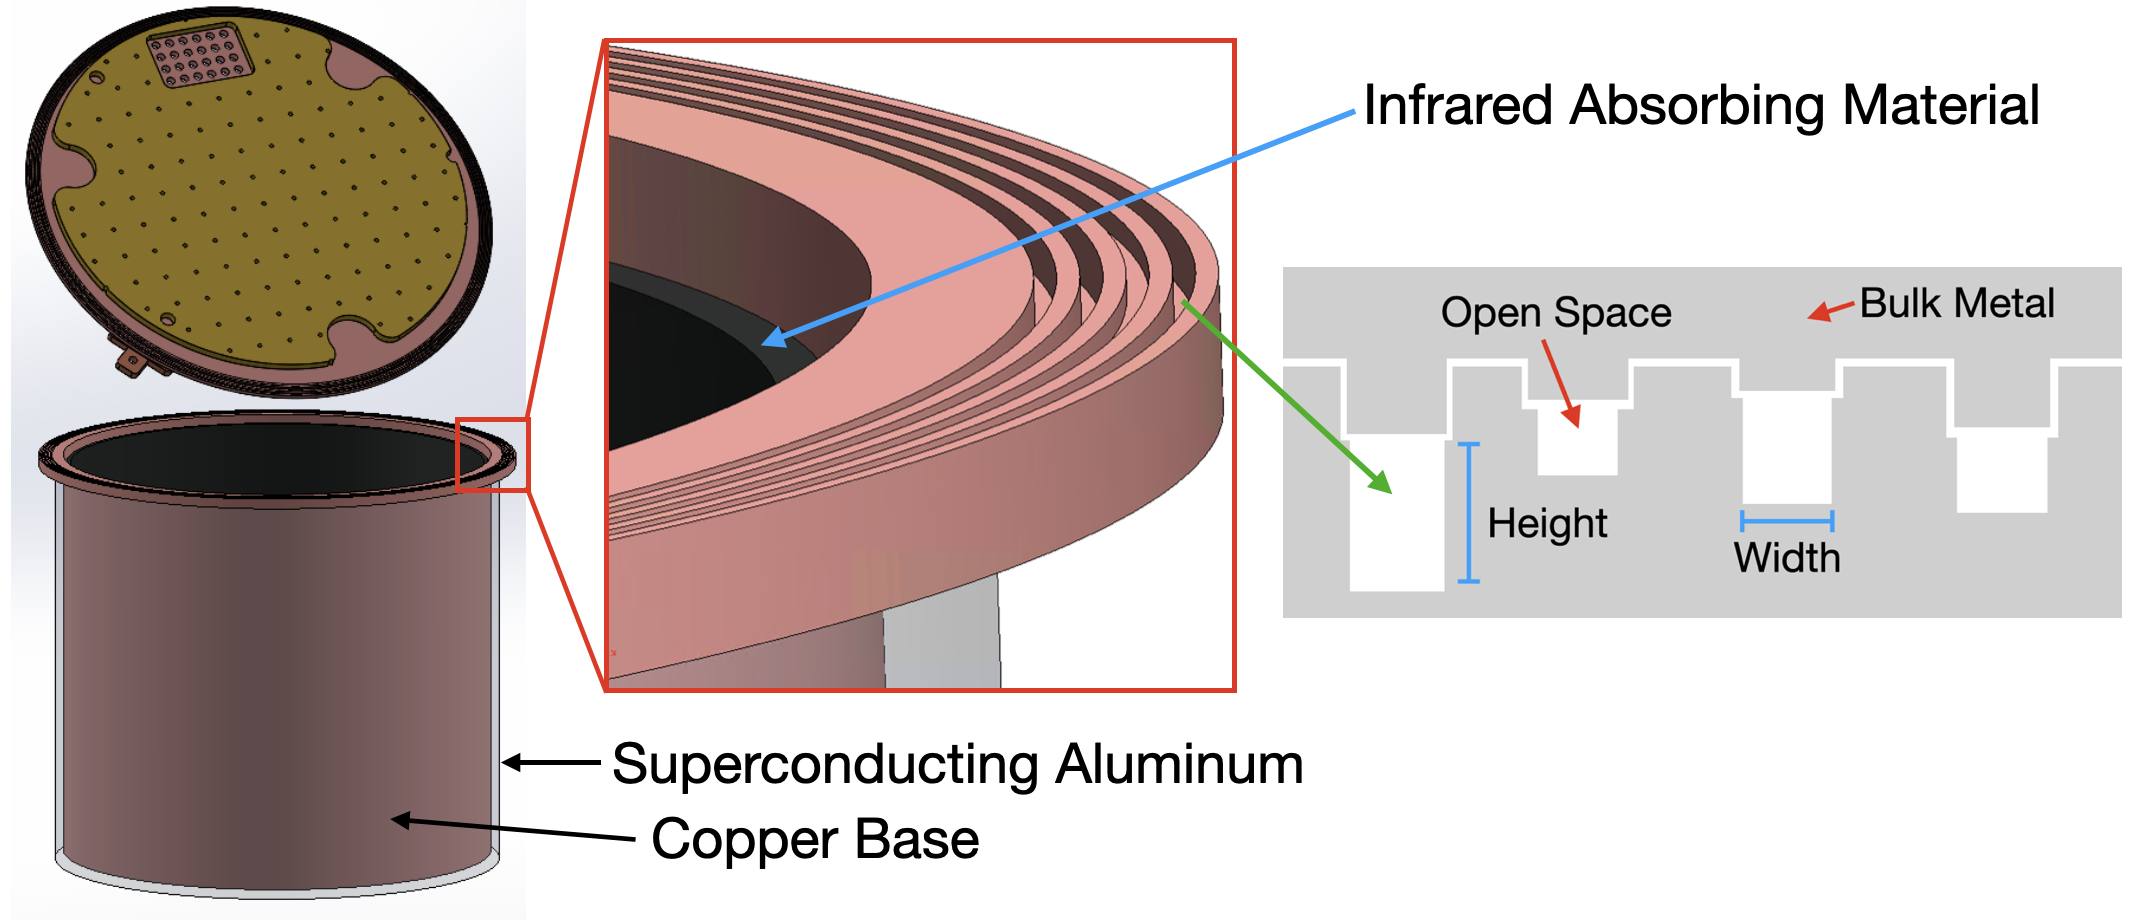 Infrared Absorbing Material
Open Space
Bulk Metal
Height
Width
Superconducting Aluminum
Copper Base